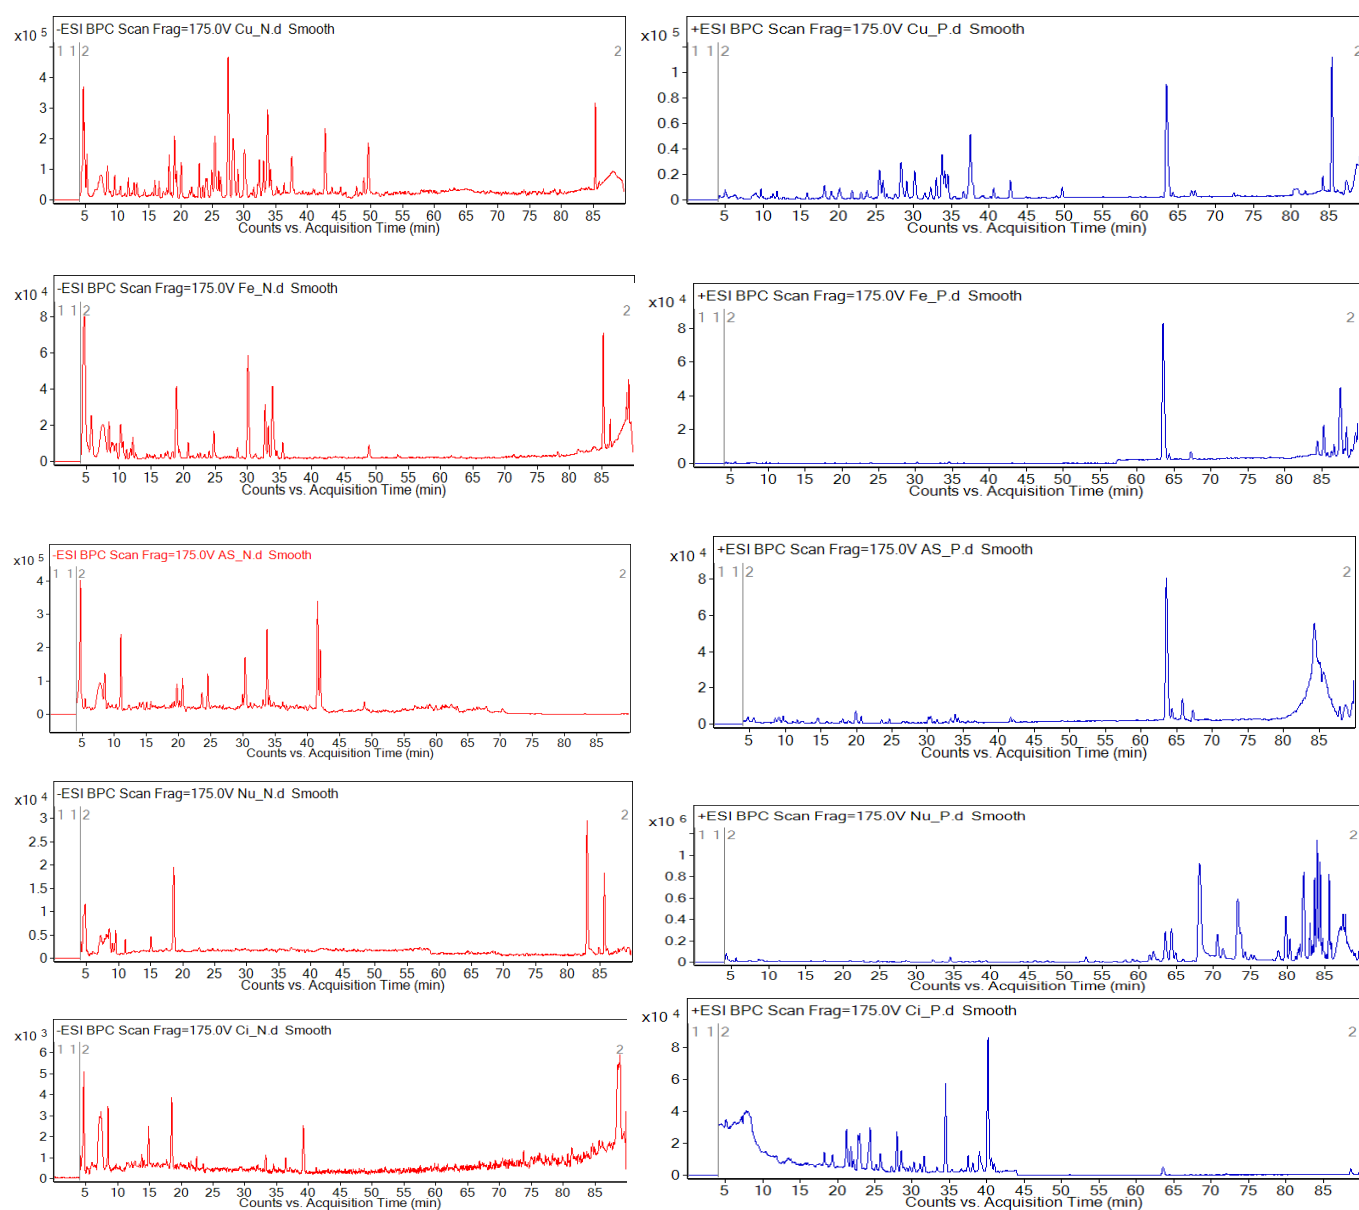 -ESI BPC Scan Frag=175.0V Cu_N.d Smooth
x10 5
1 1 2 2
4
3
2
1
0
5 10 15 20 25 30 35 40 45 50 55 60 65 70 75 80 85
Counts vs. Acquisition Time (min)
+ESI BPC Scan Frag=175.0V Cu_P.d Smooth
x10 5
1 1 2 2
1
0.8
0.6
0.4
0.2
0
5 10 15 20 25 30 35 40 45 50 55 60 65 70 75 80 85
Counts vs. Acquisition Time (min)
-ESI BPC Scan Frag=175.0V Fe_N.d Smooth
x10 4
1 1 2 2
8
6
4
2
0
5 10 15 20 25 30 35 40 45 50 55 60 65 70 75 80 85
Counts vs. Acquisition Time (min)
+ESI BPC Scan Frag=175.0V Fe_P.d Smooth
x10 4
1 1 2 2
8
6
4
2
0
5 10 15 20 25 30 35 40 45 50 55 60 65 70 75 80 85
Counts vs. Acquisition Time (min)
-ESI BPC Scan Frag=175.0V AS_N.d Smooth
x10 5
1 1 2 2
4
3
2
1
0
5 10 15 20 25 30 35 40 45 50 55 60 65 70 75 80 85
Counts vs. Acquisition Time (min)
+ESI BPC Scan Frag=175.0V AS_P.d Smooth
x10 4
1 1 2 2
8
6
4
2
0
5 10 15 20 25 30 35 40 45 50 55 60 65 70 75 80 85
Counts vs. Acquisition Time (min)
-ESI BPC Scan Frag=175.0V Nu_N.d Smooth
x10 4
1 1 2 2
3
2.5
2
1.5
1
0.5
0
5 10 15 20 25 30 35 40 45 50 55 60 65 70 75 80 85
Counts vs. Acquisition Time (min)
+ESI BPC Scan Frag=175.0V Nu_P.d Smooth
x10 6
1 1 2 2
1
0.8
0.6
0.4
0.2
0
5 10 15 20 25 30 35 40 45 50 55 60 65 70 75 80 85
Counts vs. Acquisition Time (min)
-ESI BPC Scan Frag=175.0V Ci_N.d Smooth
x10 3
1 1 2 2
6
5
4
3
2
1
0
5 10 15 20 25 30 35 40 45 50 55 60 65 70 75 80 85
Counts vs. Acquisition Time (min)
+ESI BPC Scan Frag=175.0V Ci_P.d Smooth
x10 4
1 1 2 2
8
6
4
2
0
5 10 15 20 25 30 35 40 45 50 55 60 65 70 75 80 85
Counts vs. Acquisition Time (min)